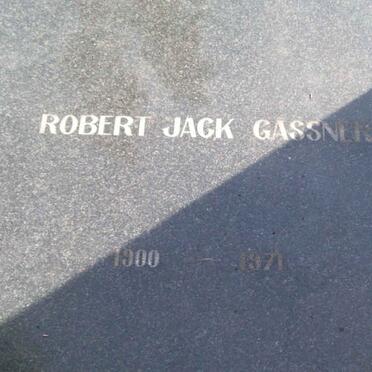 ROBERT JACK GASSNER
1900 — 1971